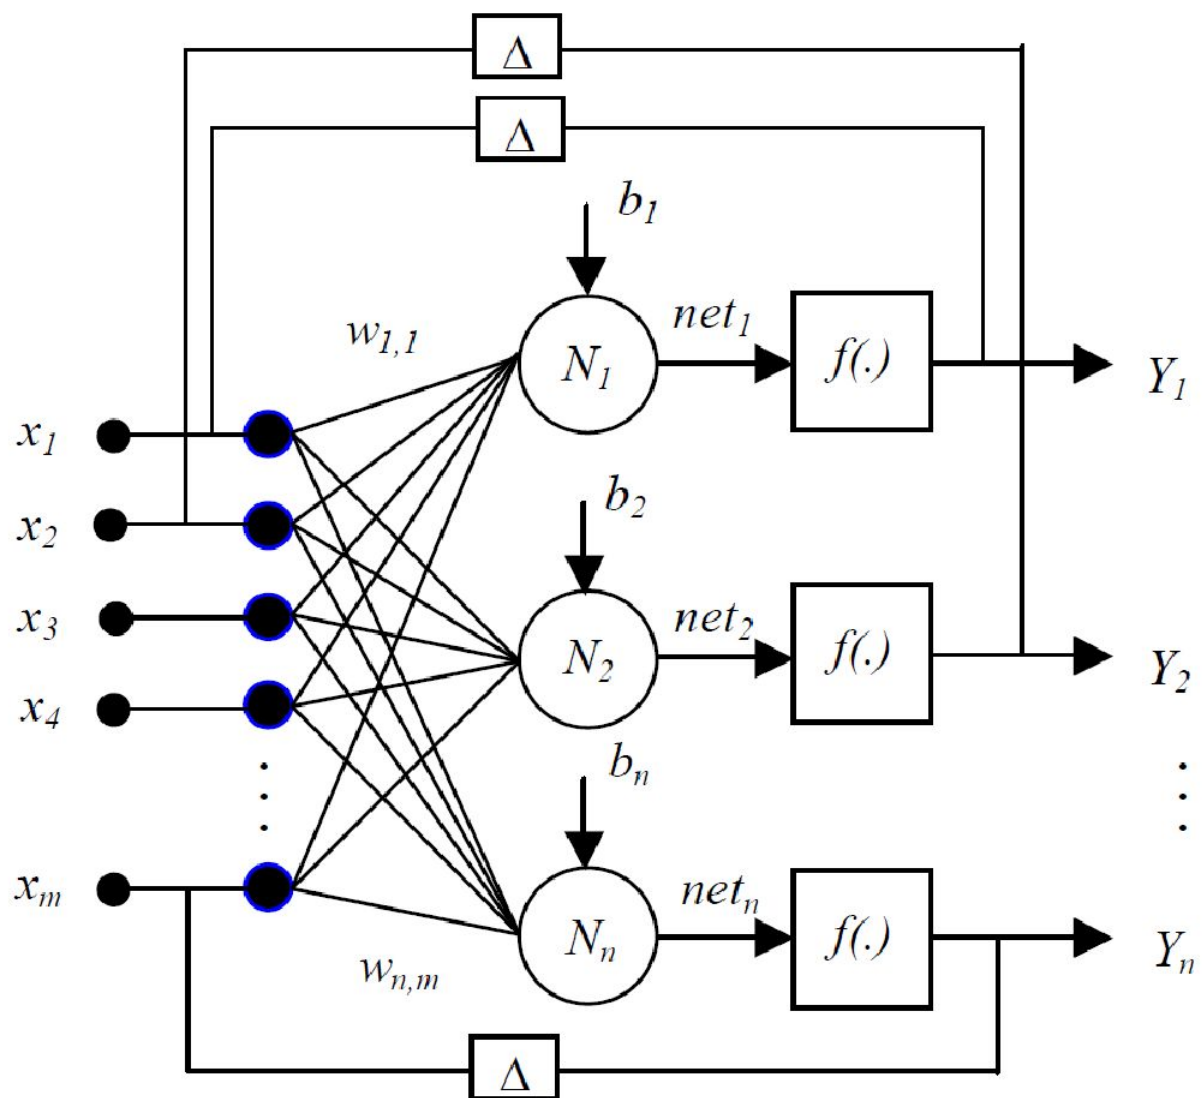 Δ
Δ
b1
w1,1
net1
N1
f(.)
Y1
x1
b2
x2
net2
x3
N2
f(.)
Y2
x4
bn
xm
netn
Nn
f(.)
Yn
wn,m
Δ